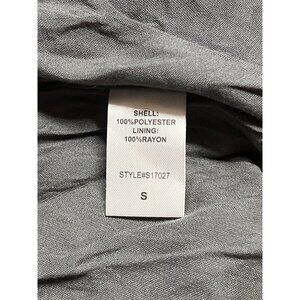 SHELL:
100%POLYESTER
LINING:
100%RAYON
STYLE#S17027
S